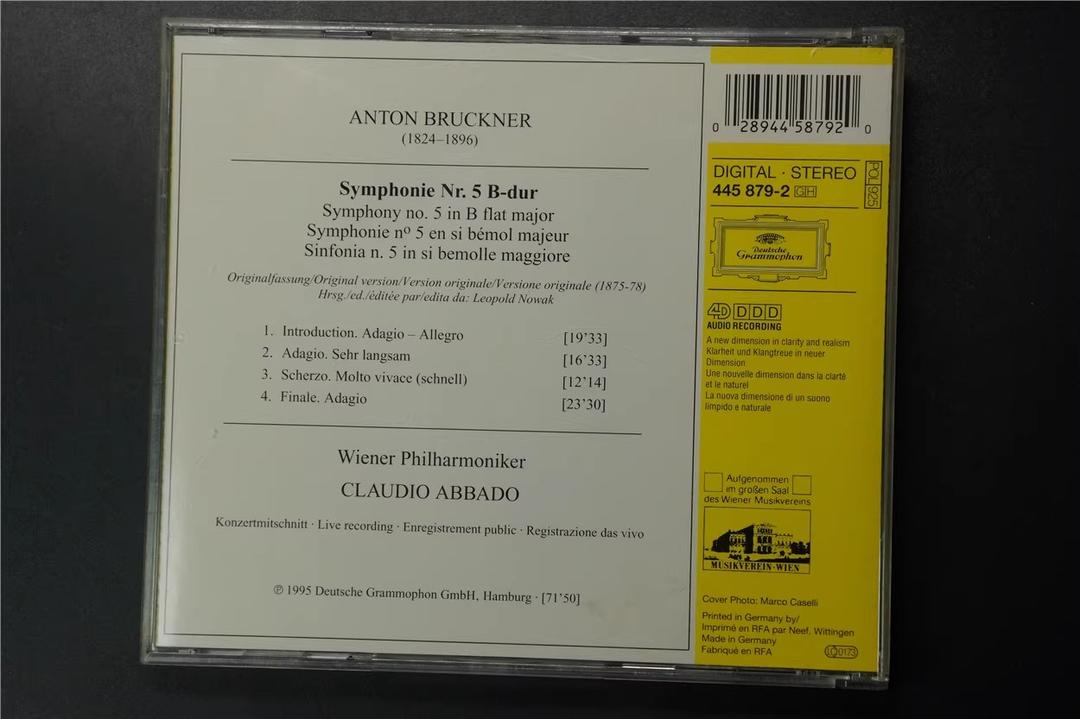 ANTON BRUCKNER
(1824–1896)
Symphonie Nr. 5 B-dur
Symphony no. 5 in B flat major
Symphonie nº 5 en si bémol majeur
Sinfonia n. 5 in si bemolle maggiore
Originalfassung/Original version/Version originale/Versione originale (1875-78)
Hrsg./ed./éditée par/edita da: Leopold Nowak
1. Introduction. Adagio – Allegro [19’33]
2. Adagio. Sehr langsam [16’33]
3. Scherzo. Molto vivace (schnell) [12’14]
4. Finale. Adagio [23’30]
Wiener Philharmoniker
CLAUDIO ABBADO
Konzertmitschnitt · Live recording · Enregistrement public · Registrazione das vivo
℗ 1995 Deutsche Grammophon GmbH, Hamburg · [71’50]
0 28944 58792 0
DIGITAL · STEREO
445 879-2 GH
POL 925
Deutsche
Grammophon
4D DDD
AUDIO RECORDING
A new dimension in clarity and realism
Klarheit und Klangtreue in neuer
Dimension
Une nouvelle dimension dans la clarté
et le naturel
La nuova dimensione di un suono
limpido e naturale
Aufgenommen
im großen Saal
des Wiener Musikvereins
MUSIKVEREIN·WIEN
Cover Photo: Marco Caselli
Printed in Germany by/
Imprimé en RFA par Neef. Wittingen
Made in Germany
Fabriqué en RFA
LC 0173